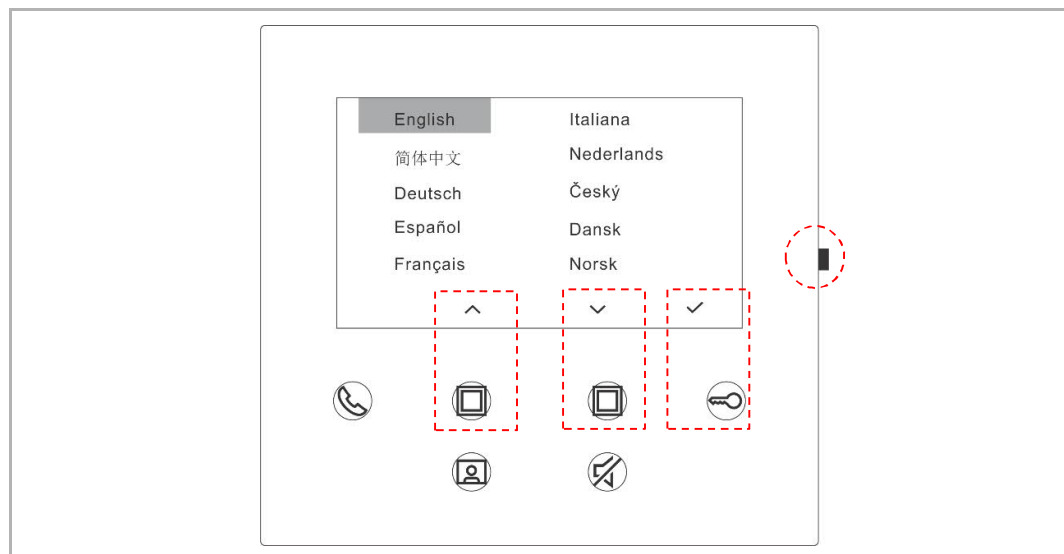 English
简体中文
Deutsch
Español
Français
Italiana
Nederlands
Český
Dansk
Norsk